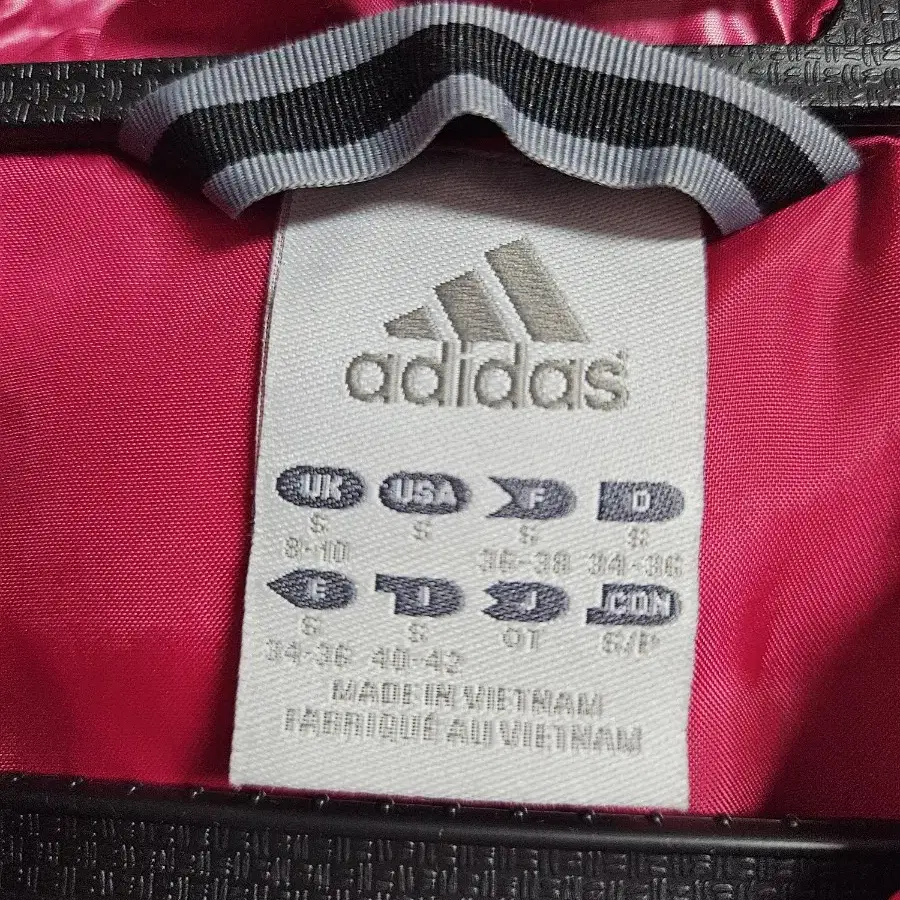 adidas
UK USA F D
S S S S
8-10 36-38 34-36
E I J CDN
S S OT S/P
34-36 40-42
MADE IN VIETNAM
FABRIQUÉ AU VIETNAM